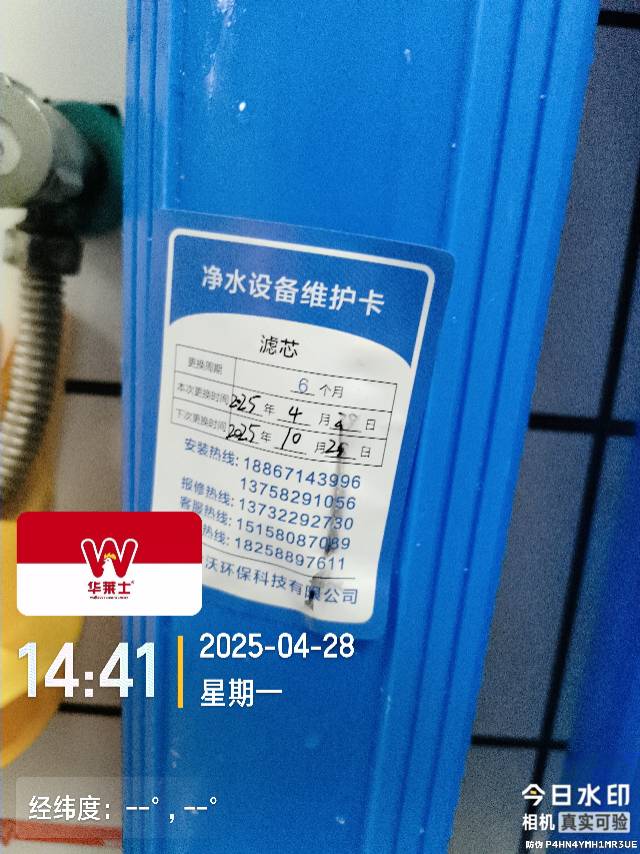 净水设备维护卡
滤芯
更换周期 6 个月
本次更换时间 2025 年 4 月 日
下次更换时间 2025 年 10 月 日
安装热线: 18867143996
13758291056
报修热线: 13732292730
客服热线: 15158087089
热线: 18258897611
沃环保科技有限公司
华莱士
14:41
2025-04-28
星期一
经纬度: --°, --°
今日水印
相机 真实可验
防伪 P4HN4YMH1MR3UE